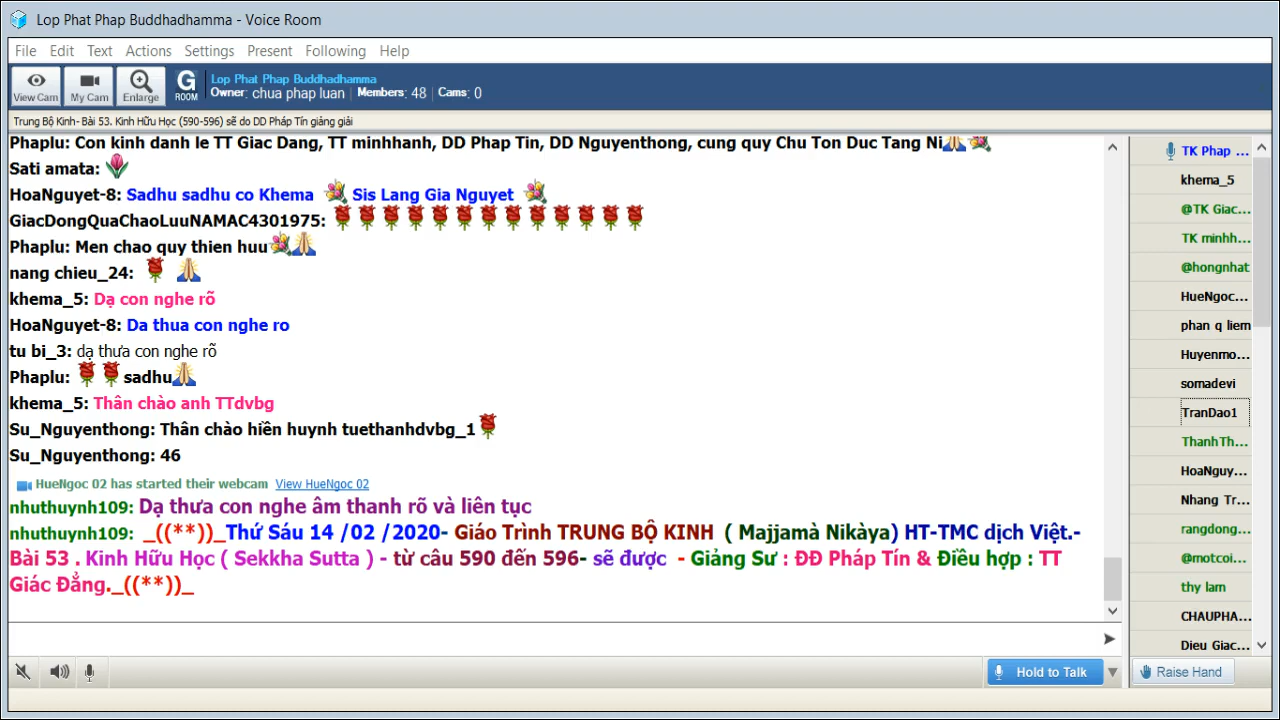 Lop Phat Phap Buddhadhamma - Voice Room
File Edit Text Actions Settings Present Following Help
View Cam My Cam Enlarge G ROOM
Lop Phat Phap Buddhadhamma
Owner: chua phap luan | Members: 48 | Cams: 0
Trung Bộ Kinh- Bài 53. Kinh Hữu Học (590-596) sẽ do DD Pháp Tín giảng giải
Phaplu: Con kinh danh le TT Giac Dang, TT minhhanh, DD Phap Tin, DD Nguyenthong, cung quy Chu Ton Duc Tang Ni
Sati amata:
HoaNguyet-8: Sadhu sadhu co Khema Sis Lang Gia Nguyet
GiacDongQuaChaoLuuNAMAC4301975:
Phaplu: Men chao quy thien huu
nang chieu_24:
khema_5: Dạ con nghe rõ
HoaNguyet-8: Da thua con nghe ro
tu bi_3: dạ thưa con nghe rõ
Phaplu: sadhu
khema_5: Thân chào anh TTdvbg
Su_Nguyenthong: Thân chào hiền huynh tuethanhdvbg_1
Su_Nguyenthong: 46
HueNgoc 02 has started their webcam View HueNgoc 02
nhuthuynh109: Dạ thưa con nghe âm thanh rõ và liên tục
nhuthuynh109: _((**))_Thứ Sáu 14 /02 /2020- Giáo Trình TRUNG BỘ KINH ( Majjamà Nikàya) HT-TMC dịch Việt.-
Bài 53 . Kinh Hữu Học ( Sekkha Sutta ) - từ câu 590 đến 596- sẽ được - Giảng Sư : ĐĐ Pháp Tín & Điều hợp : TT
Giác Đẳng._((**))_
TK Phap ...
khema_5
@TK Giac...
TK minhh...
@hongnhat
HueNgoc...
phan q liem
Huyenmo...
somadevi
TranDao1
ThanhTh...
HoaNguy...
Nhang Tr...
rangdong...
@motcoi...
thy lam
CHAUPHA...
Dieu Giac...
Hold to Talk
Raise Hand